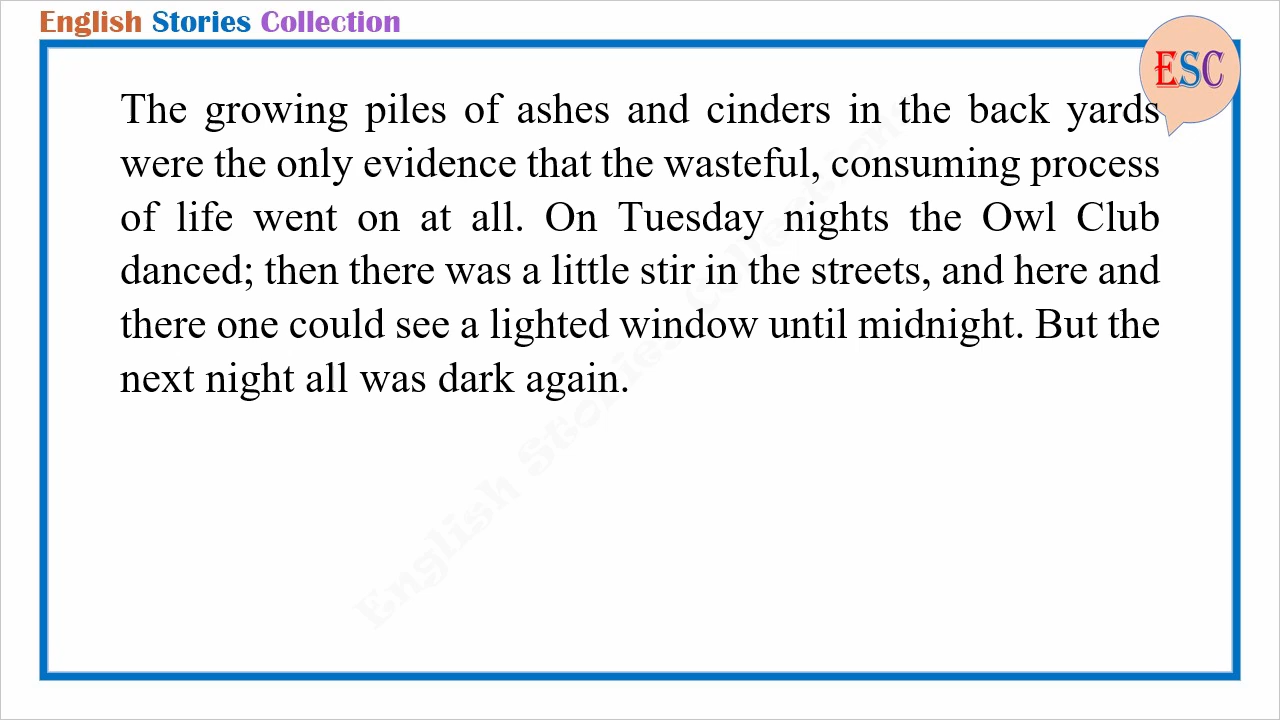 English Stories Collection
ESC
The growing piles of ashes and cinders in the back yards
were the only evidence that the wasteful, consuming process
of life went on at all. On Tuesday nights the Owl Club
danced; then there was a little stir in the streets, and here and
there one could see a lighted window until midnight. But the
next night all was dark again.
English Stories Collections